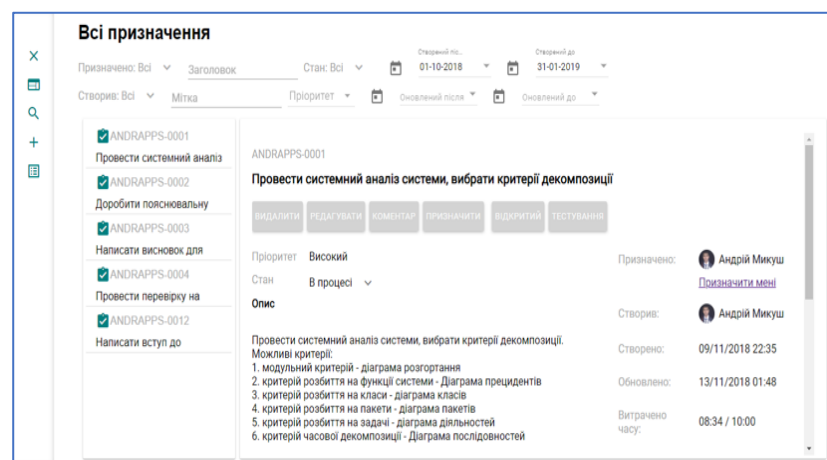 Всі призначення
Призначено: Всі Заголовок Стан: Всі Створений піс... 01-10-2018 Створений до 31-01-2019
Створив: Всі Мітка Пріоритет Оновлений після Оновлений до
ANDRAPPS-0001
Провести системний аналіз
ANDRAPPS-0002
Доробити пояснювальну
ANDRAPPS-0003
Написати висновок для
ANDRAPPS-0004
Провести перевірку на
ANDRAPPS-0012
Написати вступ до
ANDRAPPS-0001
Провести системний аналіз системи, вибрати критерії декомпозиції
ВИДАЛИТИ РЕДАГУВАТИ КОМЕНТАР ПРИЗНАЧИТИ ВІДКРИТИЙ ТЕСТУВАННЯ
Пріоритет Високий
Стан В процесі
Опис
Провести системний аналіз системи, вибрати критерії декомпозиції.
Можливі критерії:
1. модульний критерій - діаграма розгортання
2. критерій розбиття на функції системи - Діаграма прецидентів
3. критерій розбиття на класи - діаграма класів
4. критерій розбиття на пакети - діаграма пакетів
5. критерій розбиття на задачі - діаграма діяльностей
6. критерій часової декомпозиції - Діаграма послідовностей
Призначено: Андрій Микуш
Призначити мені
Створив: Андрій Микуш
Створено: 09/11/2018 22:35
Обновлено: 13/11/2018 01:48
Витрачено часу: 08:34 / 10:00